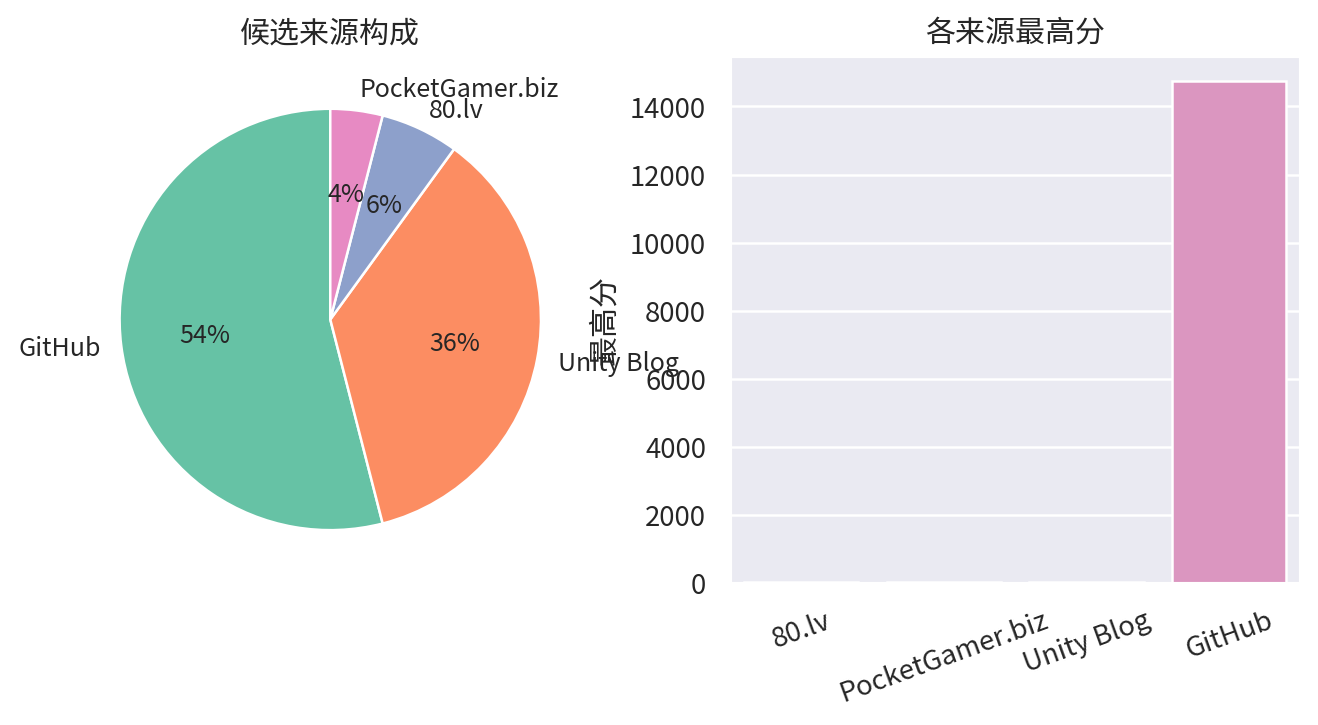 候选来源构成
PocketGamer.biz
80.lv
4%
6%
54%
36%
GitHub
Unity Blog
各来源最高分
最高分
14000
12000
10000
8000
6000
4000
2000
0
80.lv
PocketGamer.biz
Unity Blog
GitHub